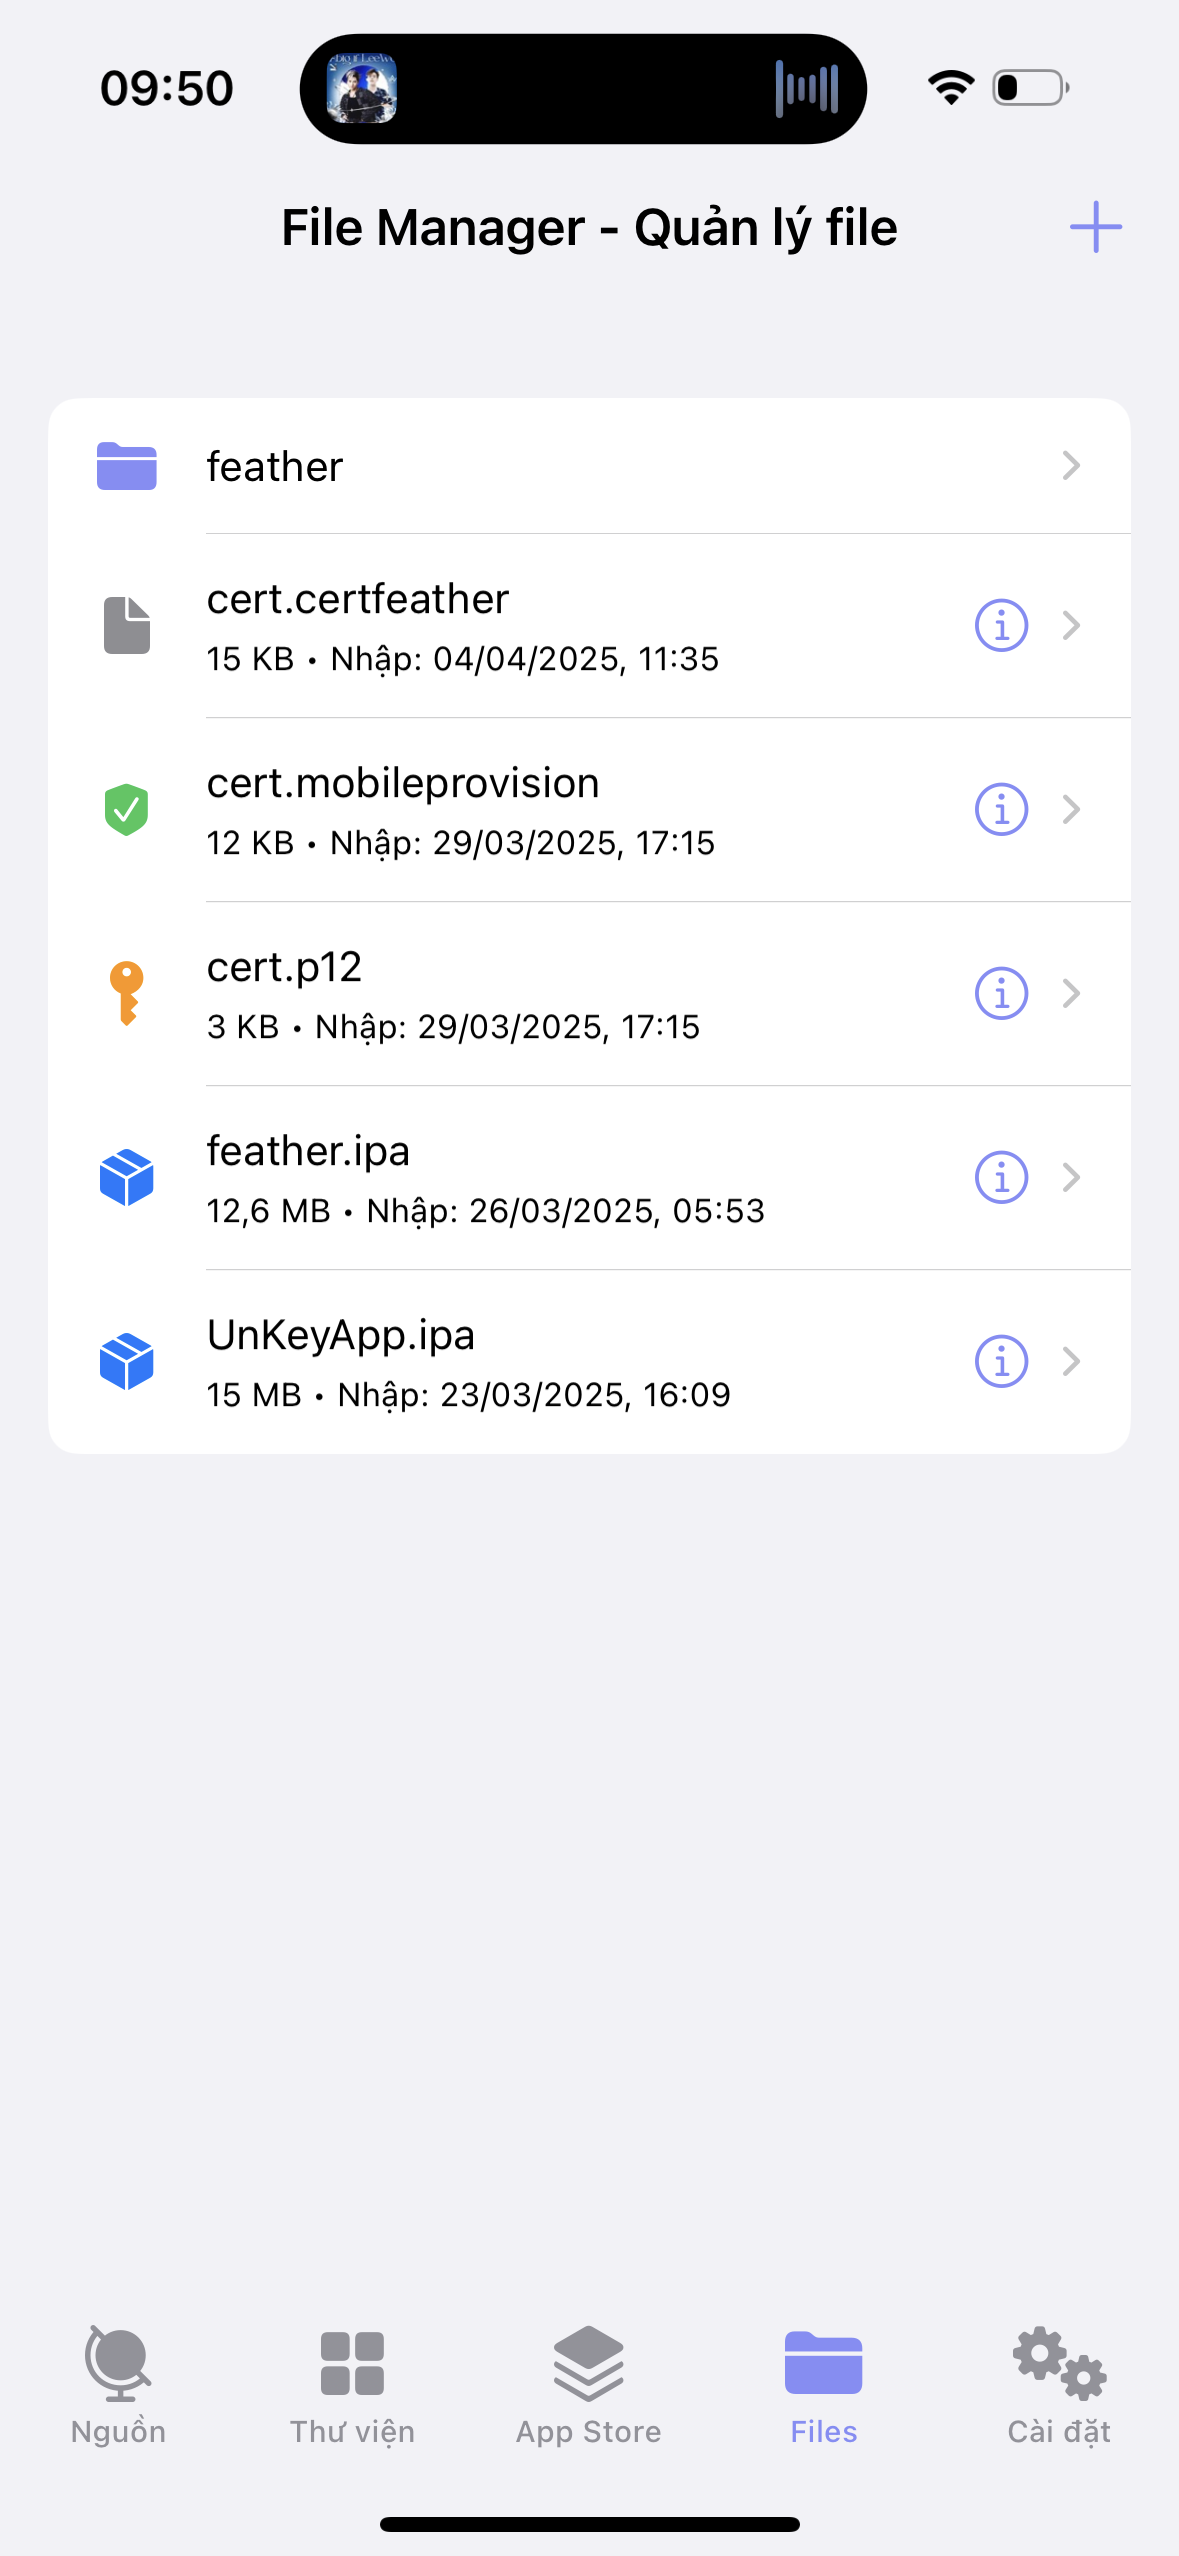 09:50
File Manager - Quản lý file
feather
cert.certfeather
15 KB • Nhập: 04/04/2025, 11:35
cert.mobileprovision
12 KB • Nhập: 29/03/2025, 17:15
cert.p12
3 KB • Nhập: 29/03/2025, 17:15
feather.ipa
12,6 MB • Nhập: 26/03/2025, 05:53
UnKeyApp.ipa
15 MB • Nhập: 23/03/2025, 16:09
Nguồn
Thư viện
App Store
Files
Cài đặt